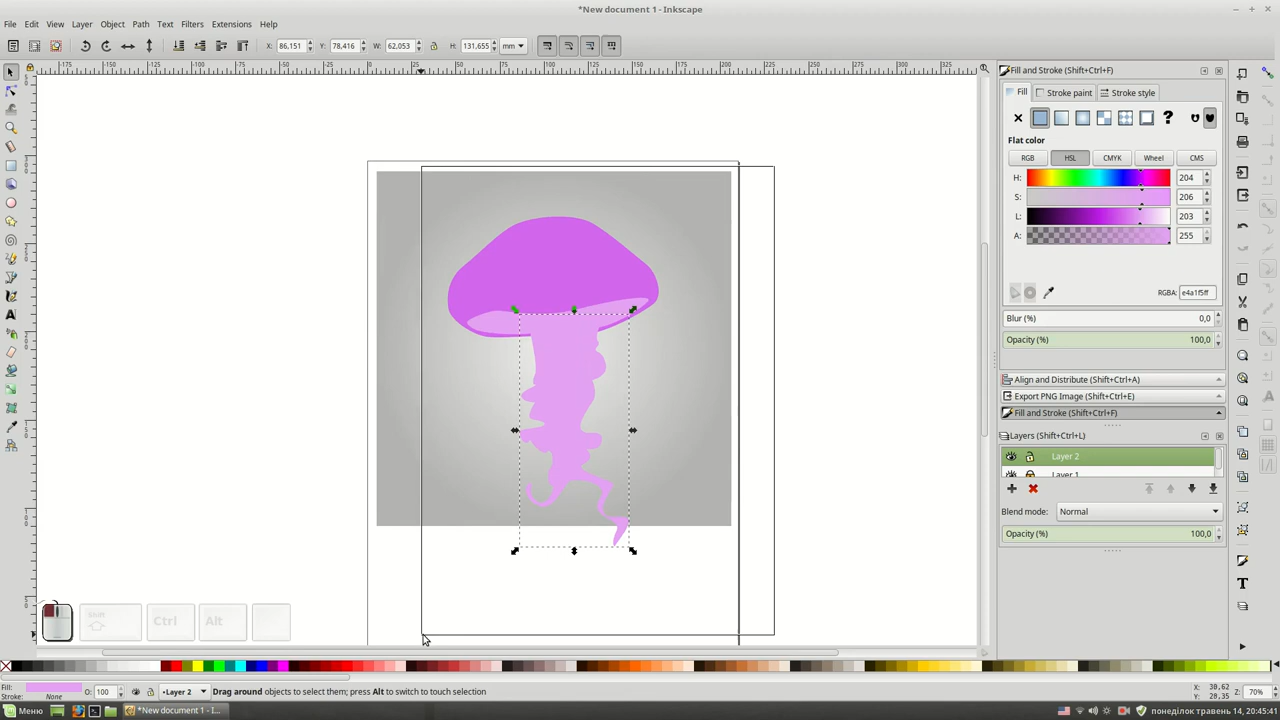 *New document 1 - Inkscape
File Edit View Layer Object Path Text Filters Extensions Help
X: 86,151 Y: 78,416 W: 62,053 H: 131,655 mm
Fill and Stroke (Shift+Ctrl+F)
Fill Stroke paint Stroke style
?
Flat color
RGB HSL CMYK Wheel CMS
H: 204
S: 206
L: 203
A: 255
RGBA: e4a1f5ff
Blur (%) 0,0
Opacity (%) 100,0
Align and Distribute (Shift+Ctrl+A)
Export PNG Image (Shift+Ctrl+E)
Fill and Stroke (Shift+Ctrl+F)
Layers (Shift+Ctrl+L)
Layer 2
Layer 1
Blend mode: Normal
Opacity (%) 100,0
Shift Ctrl Alt
Fill:
Stroke: None
O: 100
•Layer 2
Drag around objects to select them; press Alt to switch to touch selection
X: 30,62
Y: 20,35
Z: 70%
Меню
*New document 1 - I...
понеділок травень 14, 20:45:41